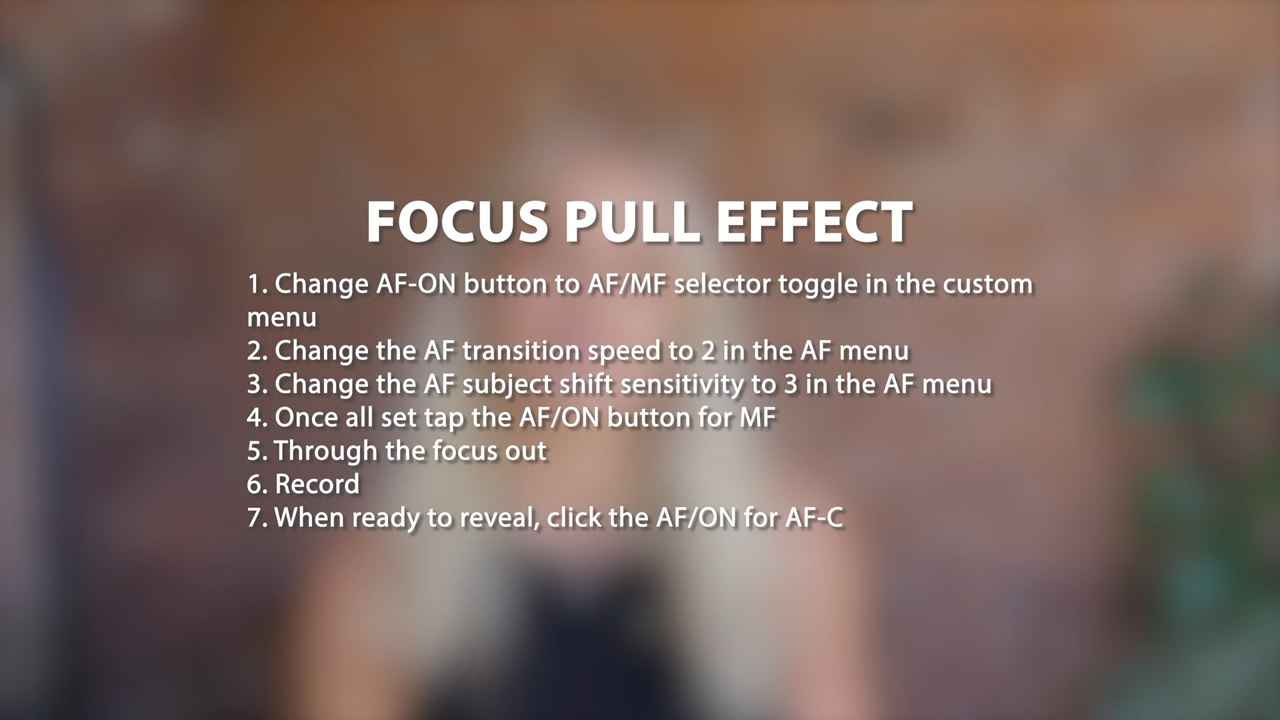 FOCUS PULL EFFECT
1. Change AF-ON button to AF/MF selector toggle in the custom
menu
2. Change the AF transition speed to 2 in the AF menu
3. Change the AF subject shift sensitivity to 3 in the AF menu
4. Once all set tap the AF/ON button for MF
5. Through the focus out
6. Record
7. When ready to reveal, click the AF/ON for AF-C